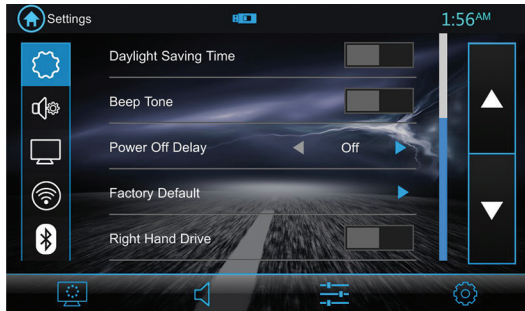 Settings
1:56AM
Daylight Saving Time
Beep Tone
Power Off Delay Off
Factory Default
Right Hand Drive